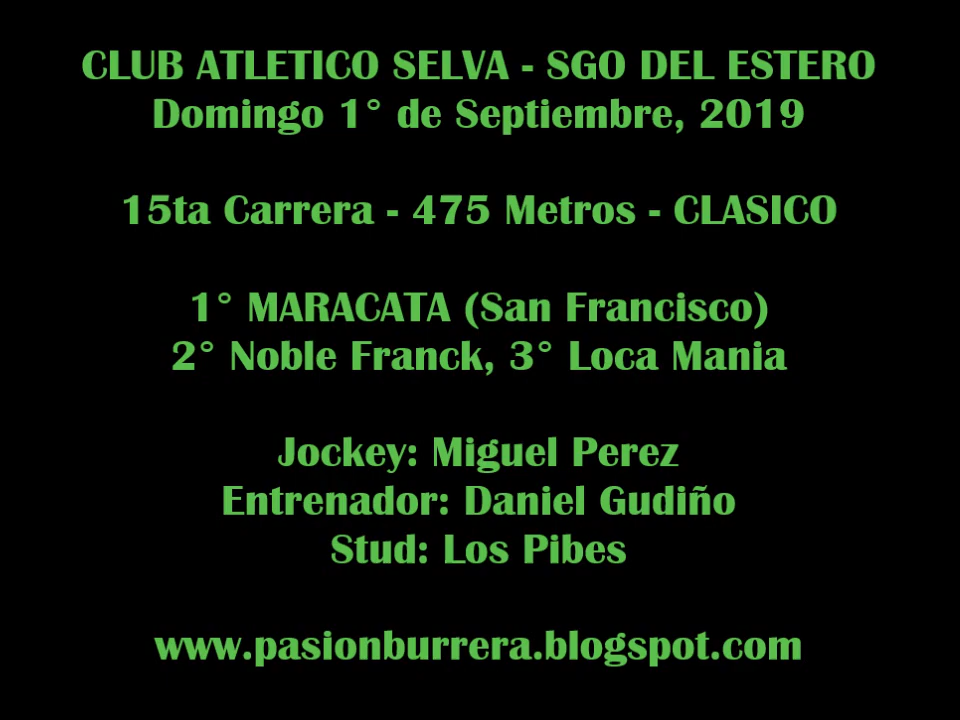 CLUB ATLETICO SELVA - SGO DEL ESTERO
Domingo 1° de Septiembre, 2019
15ta Carrera - 475 Metros - CLASICO
1° MARACATA (San Francisco)
2° Noble Franck, 3° Loca Mania
Jockey: Miguel Perez
Entrenador: Daniel Gudiño
Stud: Los Pibes
www.pasionburrera.blogspot.com